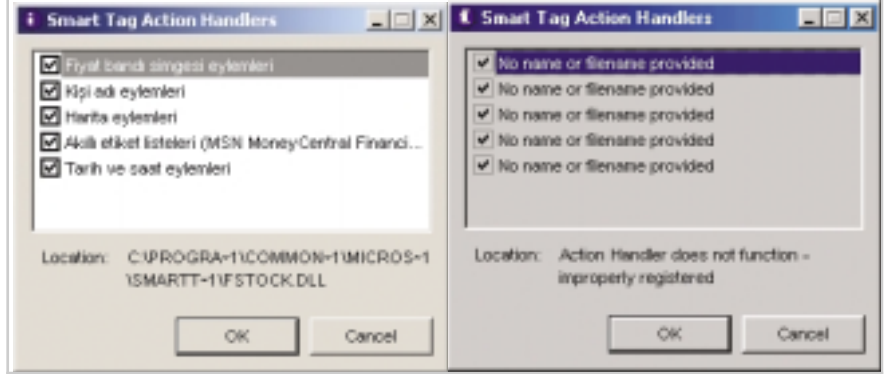 Smart Tag Action Handlers
Fiyat bandı simgesi eylemleri
Kişi adı eylemleri
Harita eylemleri
Akıllı etiket listeleri (MSN MoneyCentral Financi...
Tarih ve saat eylemleri
Location: C:\PROGRA~1\COMMON~1\MICROS~1
\SMARTT~1\FSTOCK.DLL
OK Cancel
Smart Tag Action Handlers
No name or filename provided
No name or filename provided
No name or filename provided
No name or filename provided
No name or filename provided
Location: Action Handler does not function -
improperly registered
OK Cancel